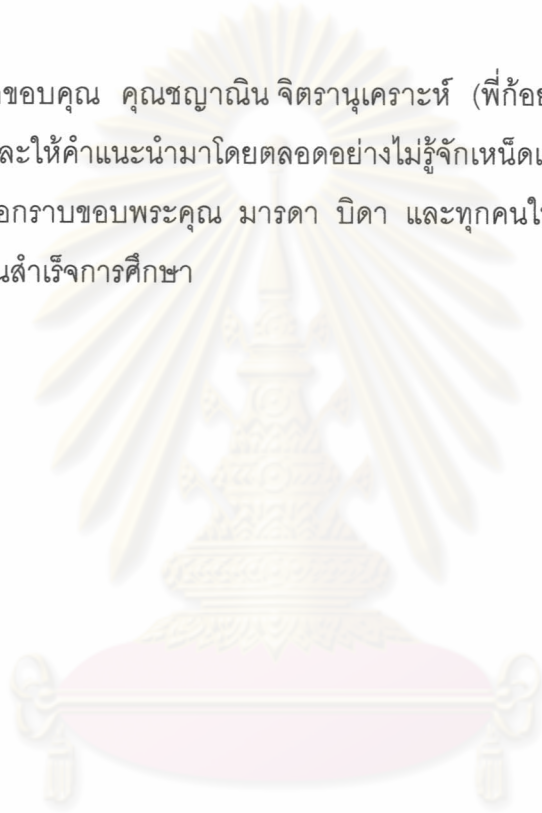 ขอบคุณ คุณชญาณิน จิตรานุเคราะห์ (พี่ก้อย
ละให้คำแนะนำมาโดยตลอดอย่างไม่รู้จักเหน็ดเ
อกราบขอบพระคุณ มารดา บิดา และทุกคนใ
นสำเร็จการศึกษา